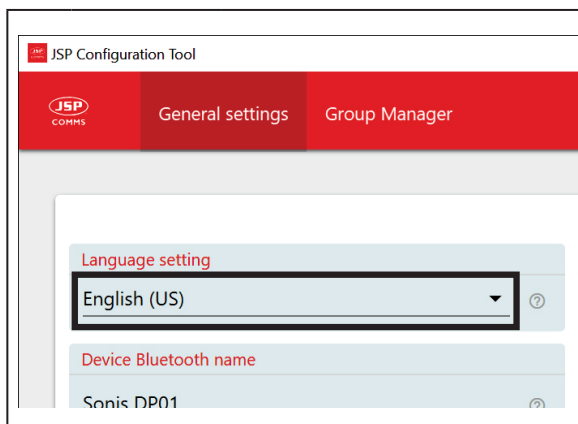 JSP Configuration Tool
JSP
COMMS
General settings
Group Manager
Language setting
English (US)
Device Bluetooth name
Sonis DP01